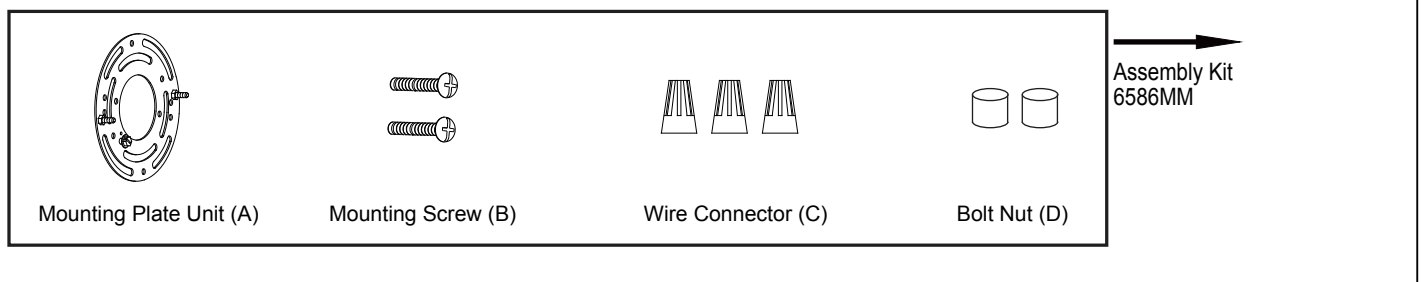 Assembly Kit
6586MM
Mounting Plate Unit (A)
Mounting Screw (B)
Wire Connector (C)
Bolt Nut (D)